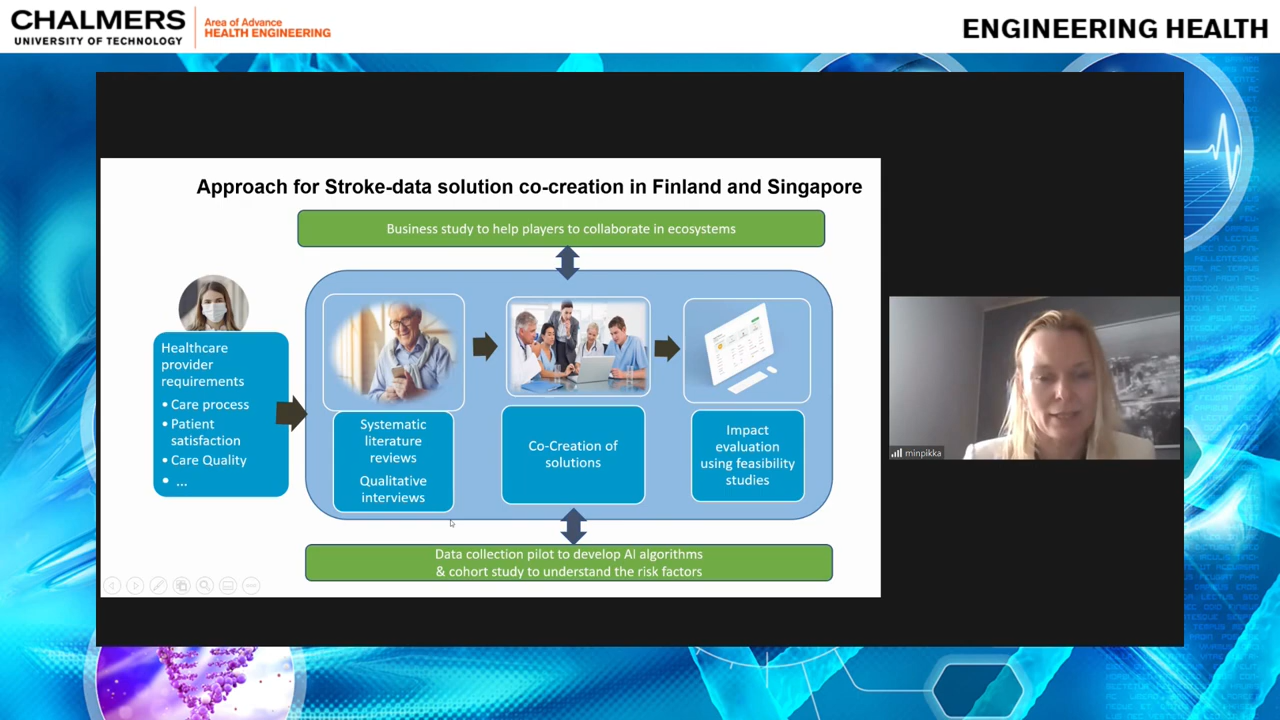 CHALMERS
UNIVERSITY OF TECHNOLOGY
Area of Advance
HEALTH ENGINEERING
ENGINEERING HEALTH
Approach for Stroke-data solution co-creation in Finland and Singapore
Business study to help players to collaborate in ecosystems
Healthcare
provider
requirements
• Care process
• Patient
satisfaction
• Care Quality
• ...
Systematic
literature
reviews
Qualitative
interviews
Co-Creation of
solutions
Impact
evaluation
using feasibility
studies
Data collection pilot to develop AI algorithms
& cohort study to understand the risk factors
minpikka